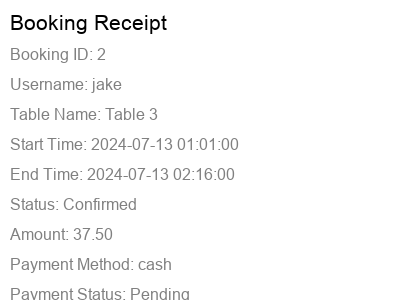 Booking Receipt
Booking ID: 2
Username: jake
Table Name: Table 3
Start Time: 2024-07-13 01:01:00
End Time: 2024-07-13 02:16:00
Status: Confirmed
Amount: 37.50
Payment Method: cash
Payment Status: Pending